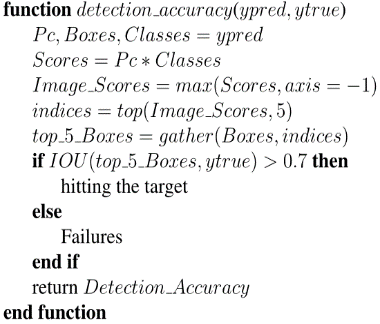 function detection_accuracy(ypred, ytrue)
Pc, Boxes, Classes = ypred
Scores = Pc * Classes
Image_Scores = max(Scores, axis = −1)
indices = top(Image_Scores, 5)
top_5_Boxes = gather(Boxes, indices)
if IOU(top_5_Boxes, ytrue) > 0.7 then
hitting the target
else
Failures
end if
return Detection_Accuracy
end function